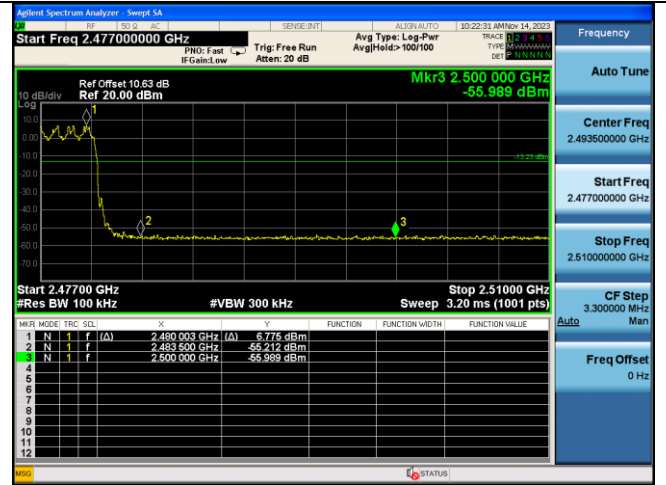 Agilent Spectrum Analyzer - Swept SA
RF 50 Ω AC SENSE:INT ALIGN AUTO 10:22:31 AM Nov 14, 2023
Start Freq 2.477000000 GHz
PNO: Fast
IFGain:Low
Trig: Free Run
Atten: 20 dB
Avg Type: Log-Pwr
Avg|Hold:>100/100
TRACE 1 2 3 4 5 6
TYPE M
DET P N N N N N
Ref Offset 10.63 dB
10 dB/div Ref 20.00 dBm
Log
Mkr3 2.500 000 GHz
-55.989 dBm
10.0
0.00
-10.0
-20.0
-30.0
-40.0
-50.0
-60.0
-70.0
1
2
3
-13.23 dBm
Start 2.47700 GHz Stop 2.51000 GHz
#Res BW 100 kHz #VBW 300 kHz Sweep 3.20 ms (1001 pts)
MKR MODE TRC SCL X Y FUNCTION FUNCTION WIDTH FUNCTION VALUE
1 N 1 f (Δ) 2.480 003 GHz (Δ) 6.775 dBm
2 N 1 f 2.483 500 GHz -55.212 dBm
3 N 1 f 2.500 000 GHz -55.989 dBm
4
5
6
7
8
9
10
11
12
MSG STATUS
Frequency
Auto Tune
Center Freq
2.493500000 GHz
Start Freq
2.477000000 GHz
Stop Freq
2.510000000 GHz
CF Step
3.300000 MHz
Auto Man
Freq Offset
0 Hz